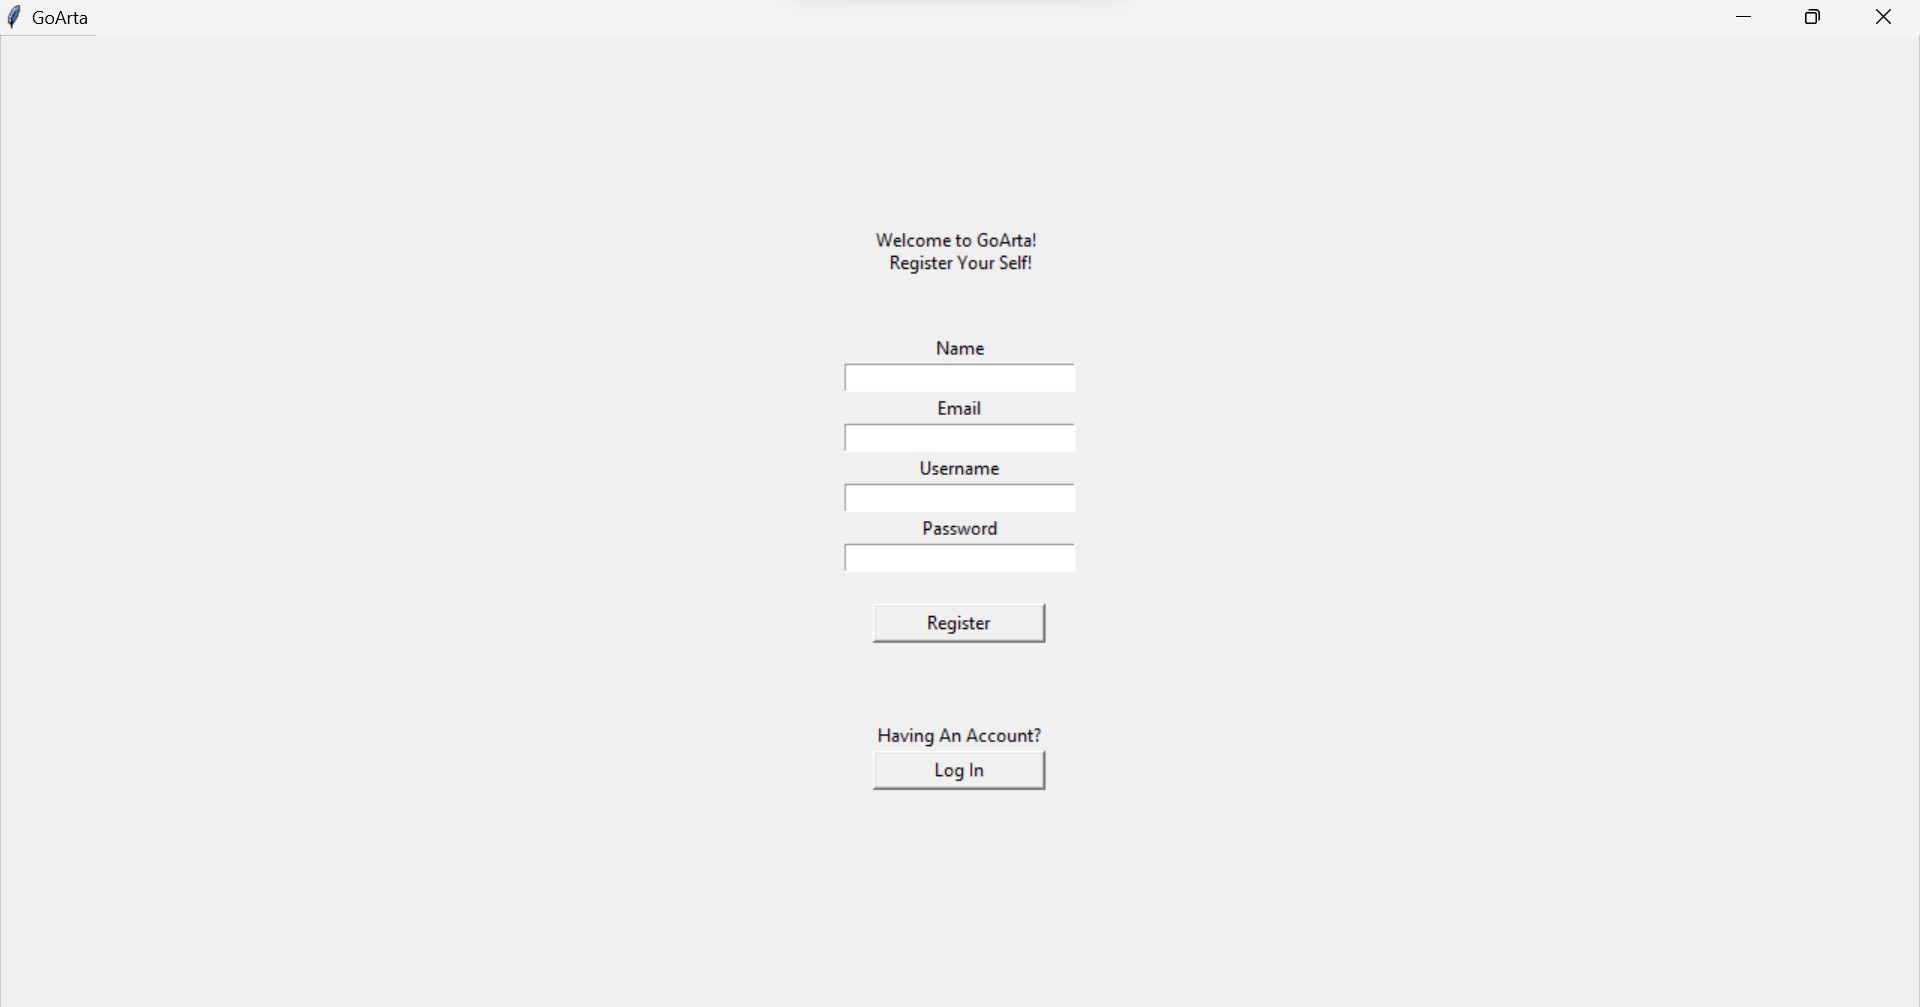 GoArta
Welcome to GoArta!
Register Your Self!
Name
Email
Username
Password
Register
Having An Account?
Log In